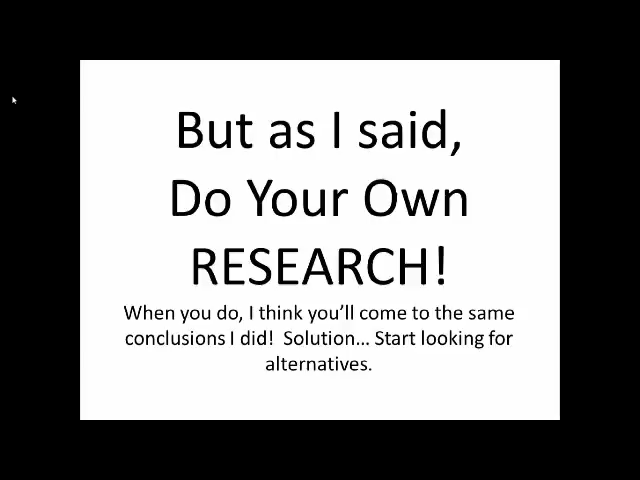 But as I said,
Do Your Own
RESEARCH!
When you do, I think you’ll come to the same
conclusions I did!  Solution... Start looking for
alternatives.